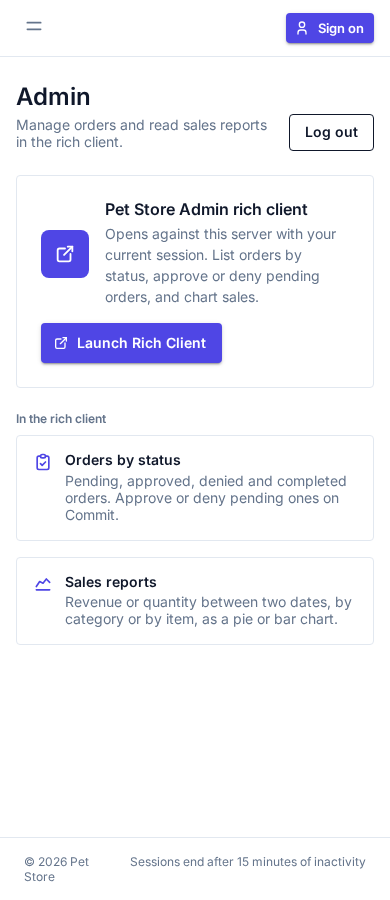 Sign on
Admin
Manage orders and read sales reports
in the rich client.
Log out
Pet Store Admin rich client
Opens against this server with your
current session. List orders by
status, approve or deny pending
orders, and chart sales.
Launch Rich Client
In the rich client
Orders by status
Pending, approved, denied and completed
orders. Approve or deny pending ones on
Commit.
Sales reports
Revenue or quantity between two dates, by
category or by item, as a pie or bar chart.
© 2026 Pet
Store
Sessions end after 15 minutes of inactivity